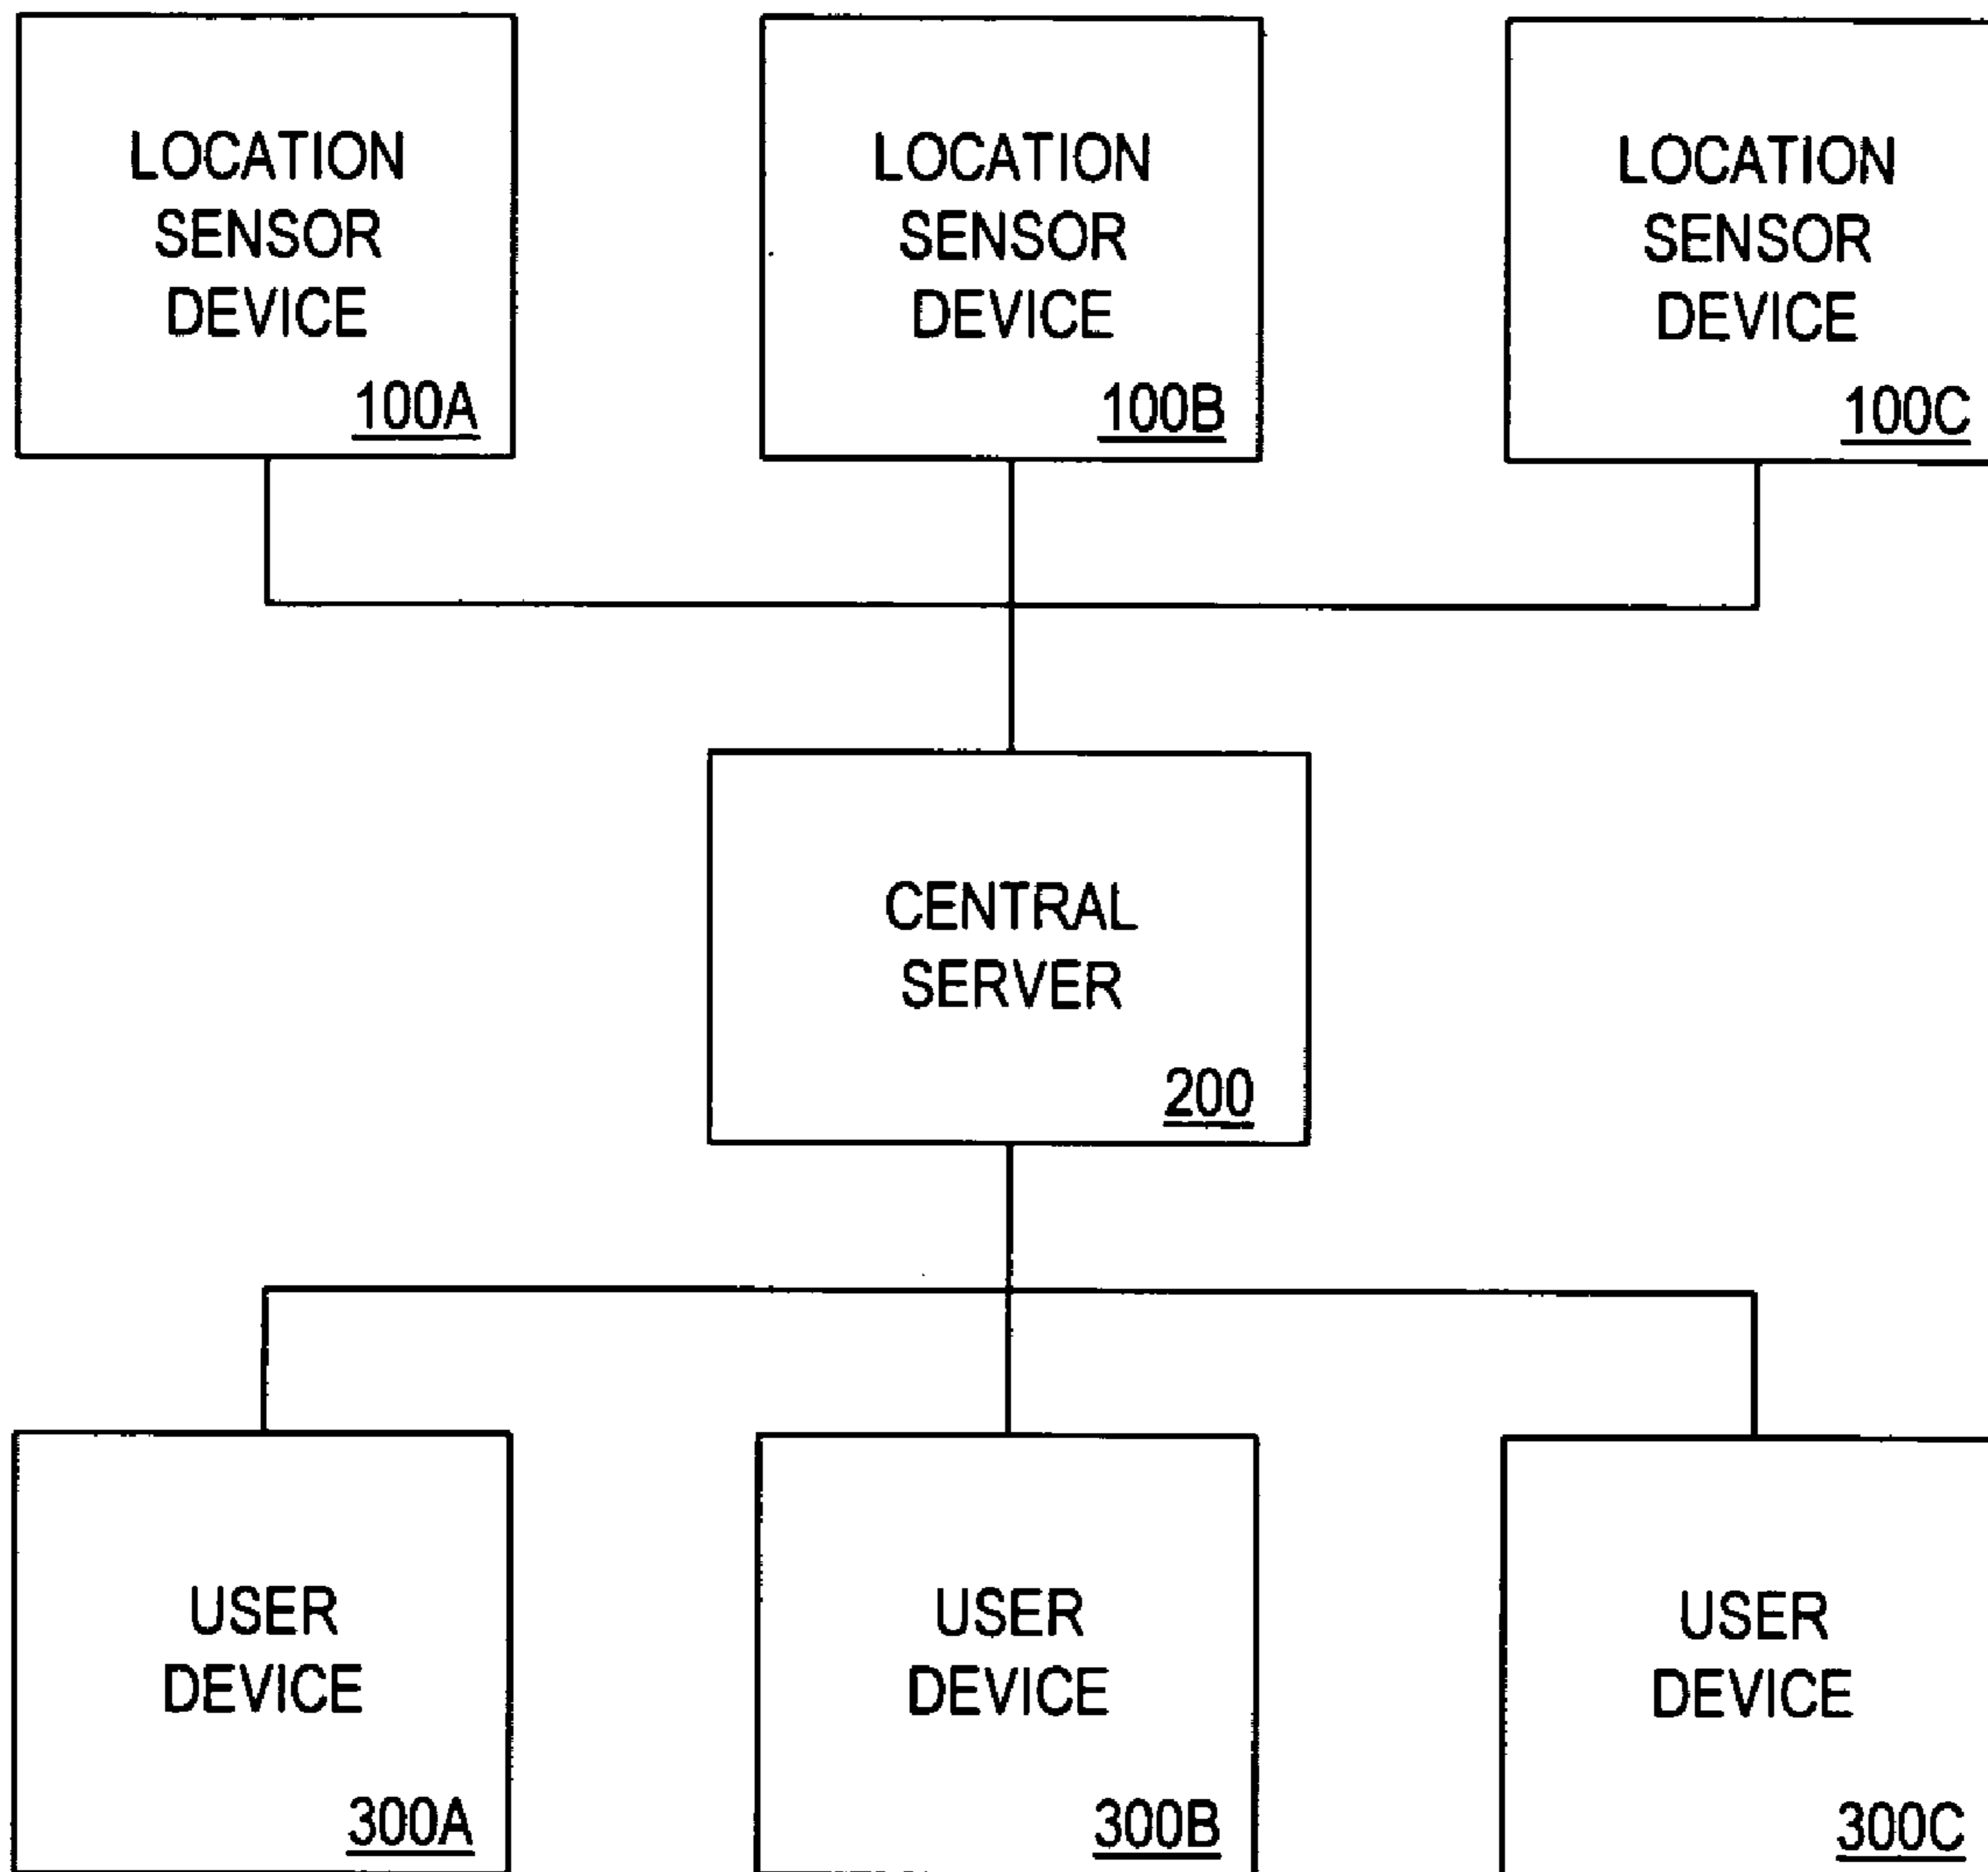 LOCATION
SENSOR
DEVICE
100A
LOCATION
SENSOR
DEVICE
100B
LOCATION
SENSOR
DEVICE
100C
CENTRAL
SERVER
200
USER
DEVICE
300A
USER
DEVICE
300B
USER
DEVICE
300C